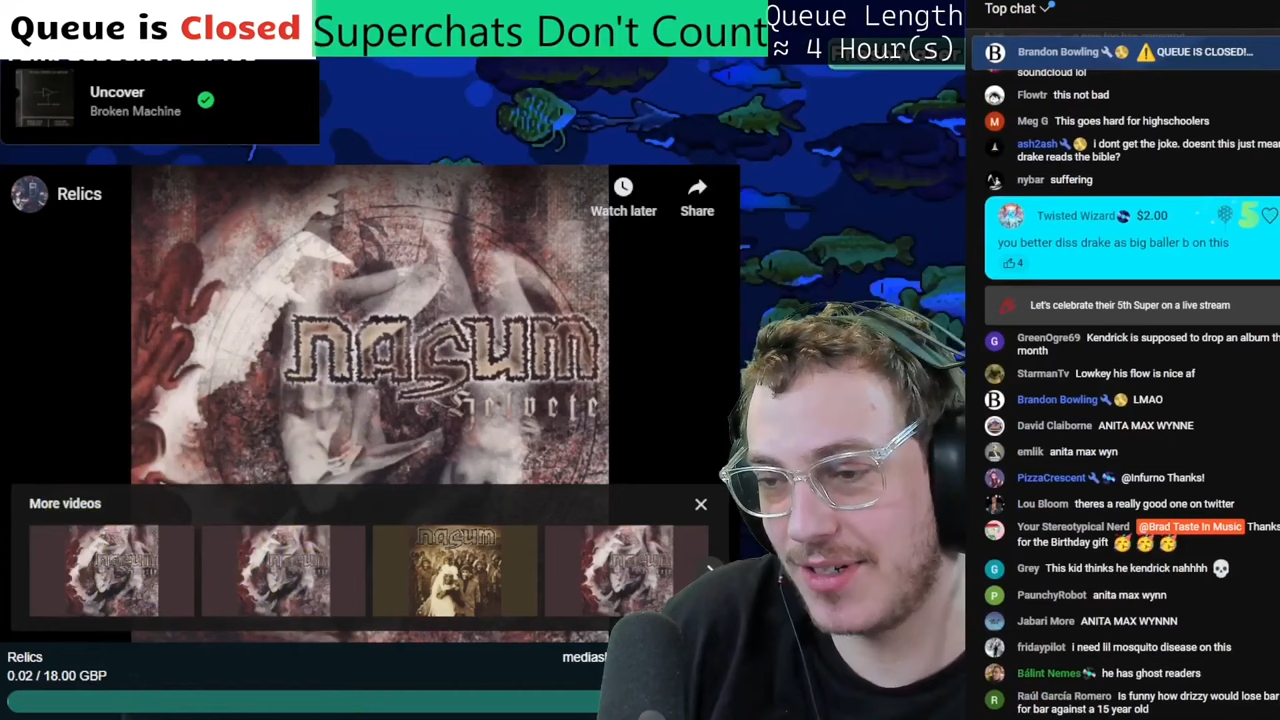 Queue is Closed
Superchats Don't Count
Queue Length
≈ 4 Hour(s)
Uncover
Broken Machine
Relics
Watch later
Share
nasum
helvete
More videos
nasum
Relics
0.02 / 18.00 GBP
Top chat
Brandon Bowling QUEUE IS CLOSED!...
soundcloud lol
Flowtr this not bad
Meg G This goes hard for highschoolers
ash2ash i dont get the joke. doesnt this just mean
drake reads the bible?
nybar suffering
Twisted Wizard $2.00
5
you better diss drake as big baller b on this
4
Let's celebrate their 5th Super on a live stream
GreenOgre69 Kendrick is supposed to drop an album th
month
StarmanTv Lowkey his flow is nice af
Brandon Bowling LMAO
David Claiborne ANITA MAX WYNNE
emlik anita max wyn
PizzaCrescent @Infurno Thanks!
Lou Bloom theres a really good one on twitter
Your Stereotypical Nerd @Brad Taste In Music Thanks
for the Birthday gift
Grey This kid thinks he kendrick nahhhh
PaunchyRobot anita max wynn
Jabari More ANITA MAX WYNNN
fridaypilot i need lil mosquito disease on this
Bálint Nemes he has ghost readers
Raúl García Romero Is funny how drizzy would lose bar
for bar against a 15 year old